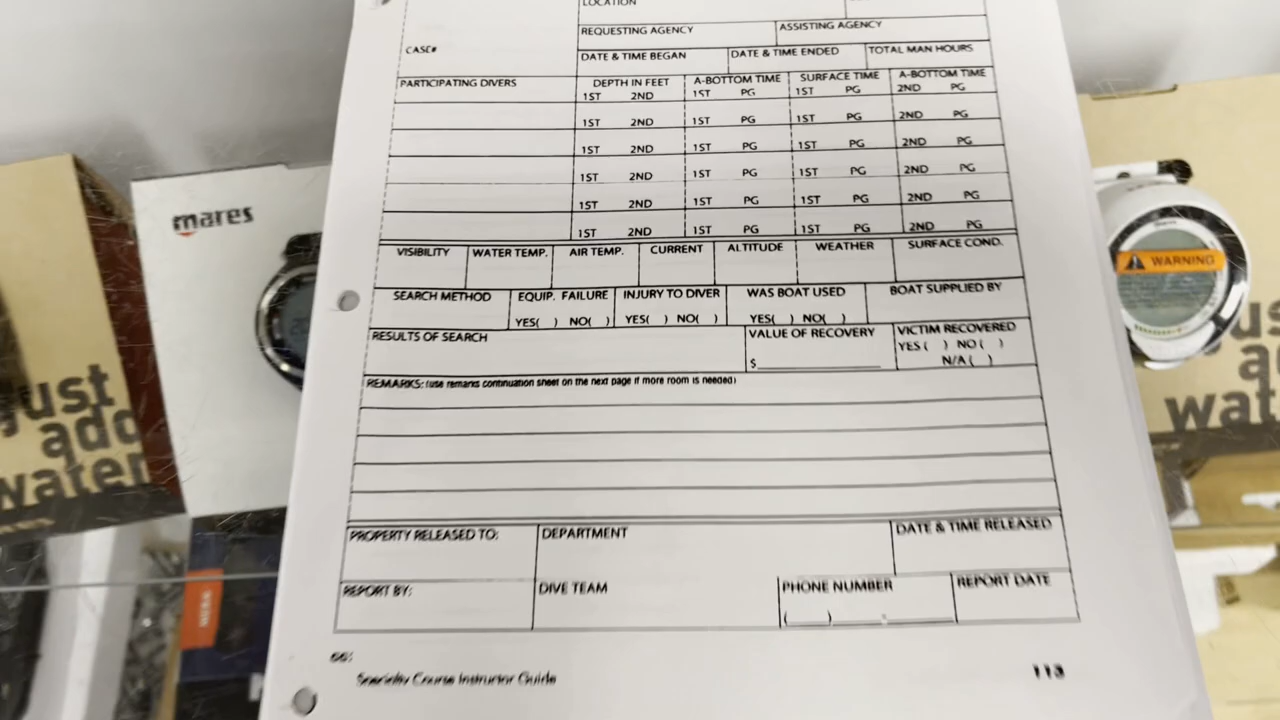 LOCATION
REQUESTING AGENCY ASSISTING AGENCY
CASE#
DATE & TIME BEGAN DATE & TIME ENDED TOTAL MAN HOURS
PARTICIPATING DIVERS DEPTH IN FEET A-BOTTOM TIME SURFACE TIME A-BOTTOM TIME
1ST 2ND 1ST PG 1ST PG 2ND PG
1ST 2ND 1ST PG 1ST PG 2ND PG
1ST 2ND 1ST PG 1ST PG 2ND PG
1ST 2ND 1ST PG 1ST PG 2ND PG
1ST 2ND 1ST PG 1ST PG 2ND PG
1ST 2ND 1ST PG 1ST PG 2ND PG
VISIBILITY WATER TEMP. AIR TEMP. CURRENT ALTITUDE WEATHER SURFACE COND.
SEARCH METHOD EQUIP. FAILURE INJURY TO DIVER WAS BOAT USED BOAT SUPPLIED BY
YES( ) NO( ) YES( ) NO( ) YES( ) NO( )
RESULTS OF SEARCH VALUE OF RECOVERY VICTIM RECOVERED
YES ( ) NO ( )
$ N/A ( )
REMARKS: (use remarks continuation sheet on the next page if more room is needed)
PROPERTY RELEASED TO: DEPARTMENT DATE & TIME RELEASED
REPORT BY: DIVE TEAM PHONE NUMBER REPORT DATE
( )
Specialty Course Instructor Guide 113
mares
just
add
water
WARNING
just
wat